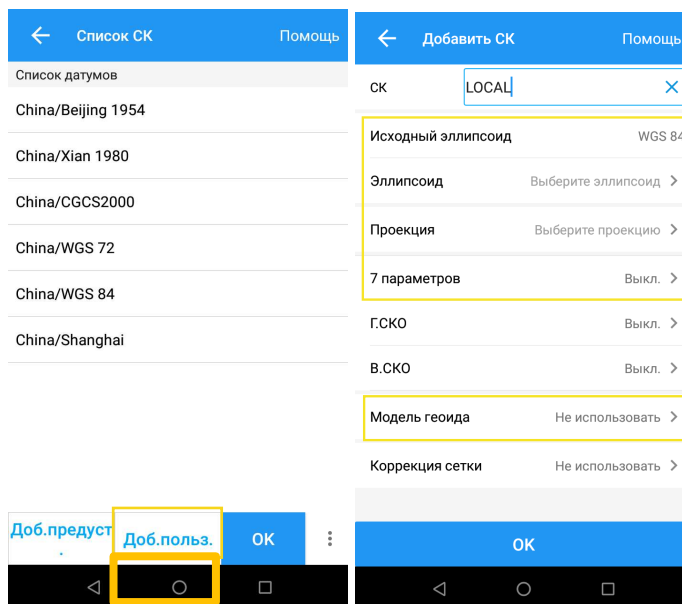 Список СК Помощь
Список датумов
China/Beijing 1954
China/Xian 1980
China/CGCS2000
China/WGS 72
China/WGS 84
China/Shanghai
Доб.предуст
.
Доб.польз.
OK
Добавить СК Помощь
СК LOCAL
Исходный эллипсоид WGS 84
Эллипсоид Выберите эллипсоид
Проекция Выберите проекцию
7 параметров Выкл.
Г.СКО Выкл.
В.СКО Выкл.
Модель геоида Не использовать
Коррекция сетки Не использовать
OK